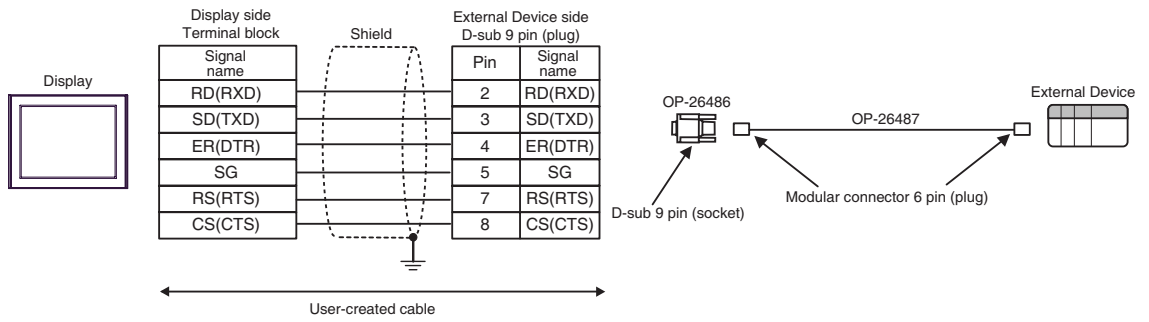 Display
Display side
Terminal block
Shield
External Device side
D-sub 9 pin (plug)
Signal
name
Pin
Signal
name
RD(RXD)
2
RD(RXD)
SD(TXD)
3
SD(TXD)
ER(DTR)
4
ER(DTR)
SG
5
SG
RS(RTS)
7
RS(RTS)
CS(CTS)
8
CS(CTS)
User-created cable
OP-26486
OP-26487
External Device
D-sub 9 pin (socket)
Modular connector 6 pin (plug)